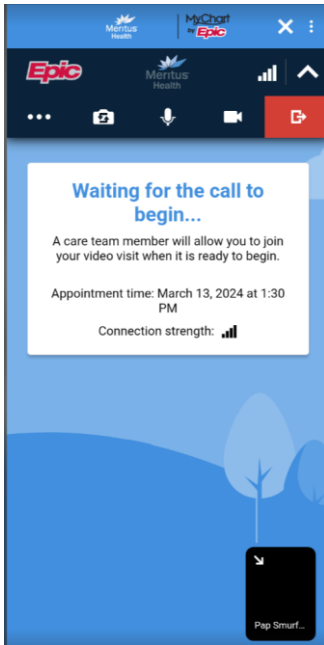 Meritus
Health
MyChart
by Epic
Epic
Meritus
Health
Waiting for the call to
begin...
A care team member will allow you to join
your video visit when it is ready to begin.
Appointment time: March 13, 2024 at 1:30
PM
Connection strength:
Pap Smurf...